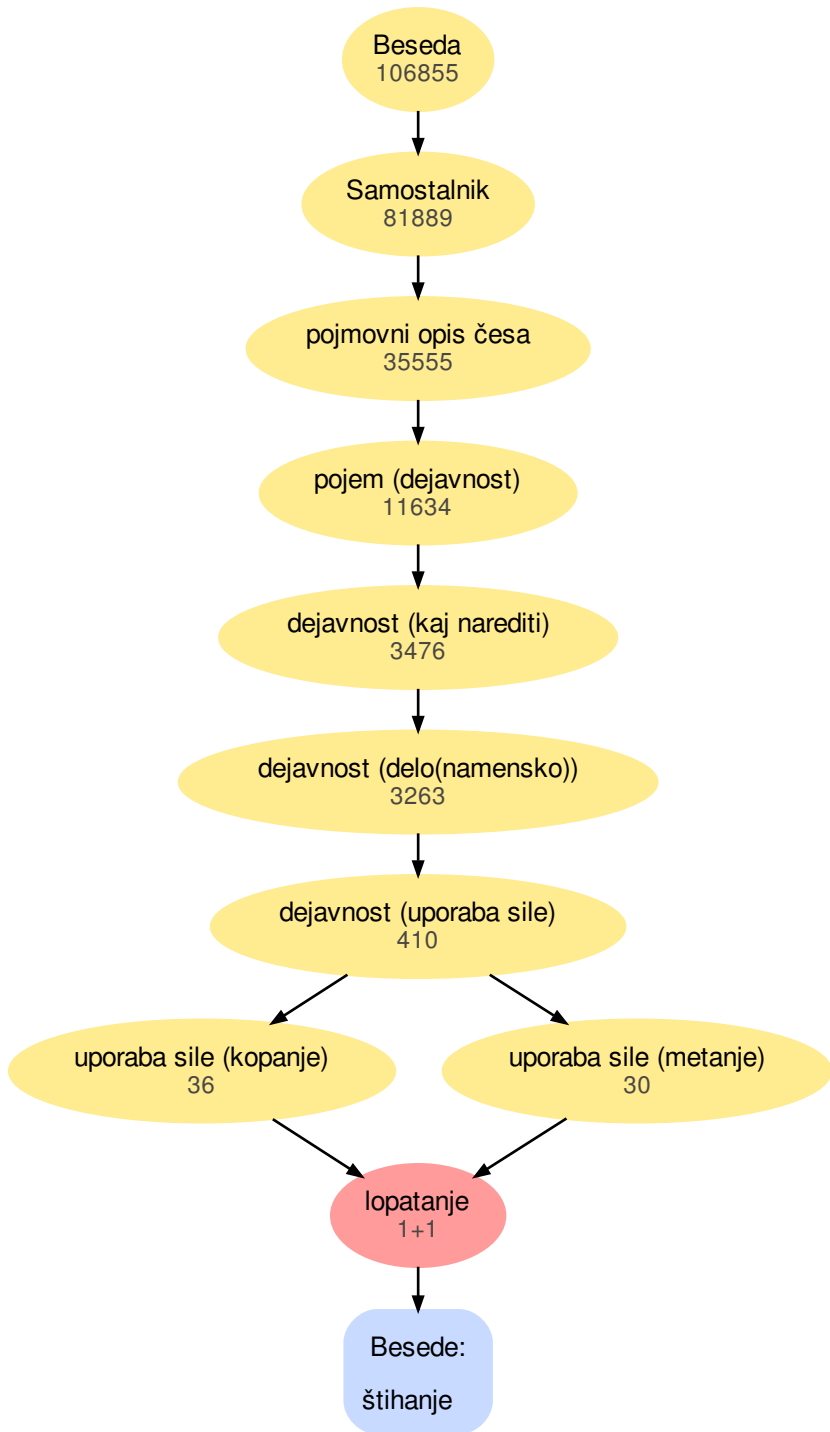 Beseda
106855
Samostalnik
81889
pojmovni opis česa
35555
pojem (dejavnost)
11634
dejavnost (kaj narediti)
3476
dejavnost (delo(namensko))
3263
dejavnost (uporaba sile)
410
uporaba sile (kopanje)
36
uporaba sile (metanje)
30
lopatanje
1+1
Besede:
štihanje